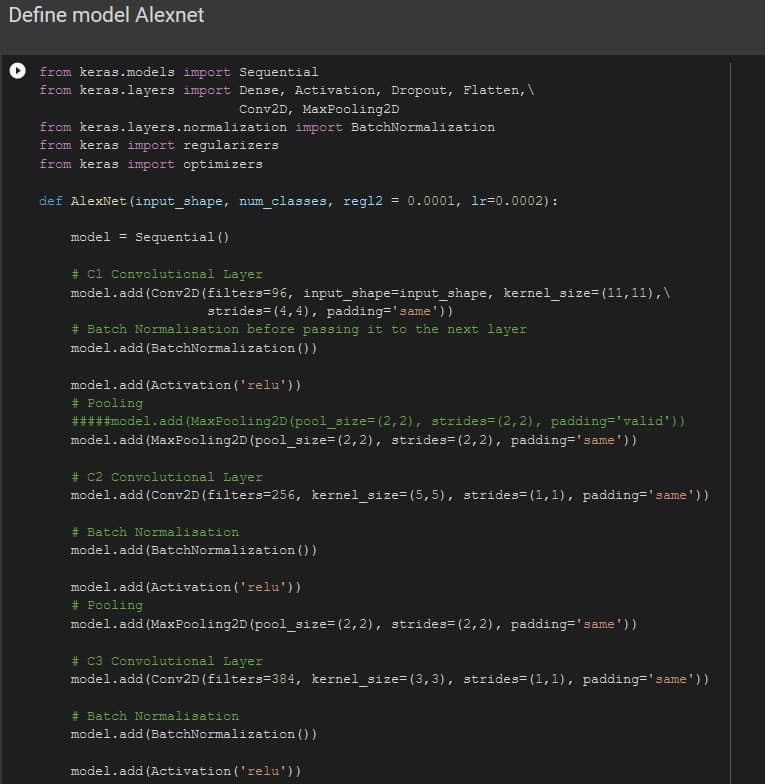 Define model Alexnet
from keras.models import Sequential
from keras.layers import Dense, Activation, Dropout, Flatten,\
Conv2D, MaxPooling2D
from keras.layers.normalization import BatchNormalization
from keras import regularizers
from keras import optimizers
def AlexNet(input_shape, num_classes, regl2 = 0.0001, lr=0.0002):
model = Sequential()
# C1 Convolutional Layer
model.add(Conv2D(filters=96, input_shape=input_shape, kernel_size=(11,11),\
strides=(4,4), padding='same'))
# Batch Normalisation before passing it to the next layer
model.add(BatchNormalization())
model.add(Activation('relu'))
# Pooling
#####model.add(MaxPooling2D(pool_size=(2,2), strides=(2,2), padding='valid'))
model.add(MaxPooling2D(pool_size=(2,2), strides=(2,2), padding='same'))
# C2 Convolutional Layer
model.add(Conv2D(filters=256, kernel_size=(5,5), strides=(1,1), padding='same'))
# Batch Normalisation
model.add(BatchNormalization())
model.add(Activation('relu'))
# Pooling
model.add(MaxPooling2D(pool_size=(2,2), strides=(2,2), padding='same'))
# C3 Convolutional Layer
model.add(Conv2D(filters=384, kernel_size=(3,3), strides=(1,1), padding='same'))
# Batch Normalisation
model.add(BatchNormalization())
model.add(Activation('relu'))